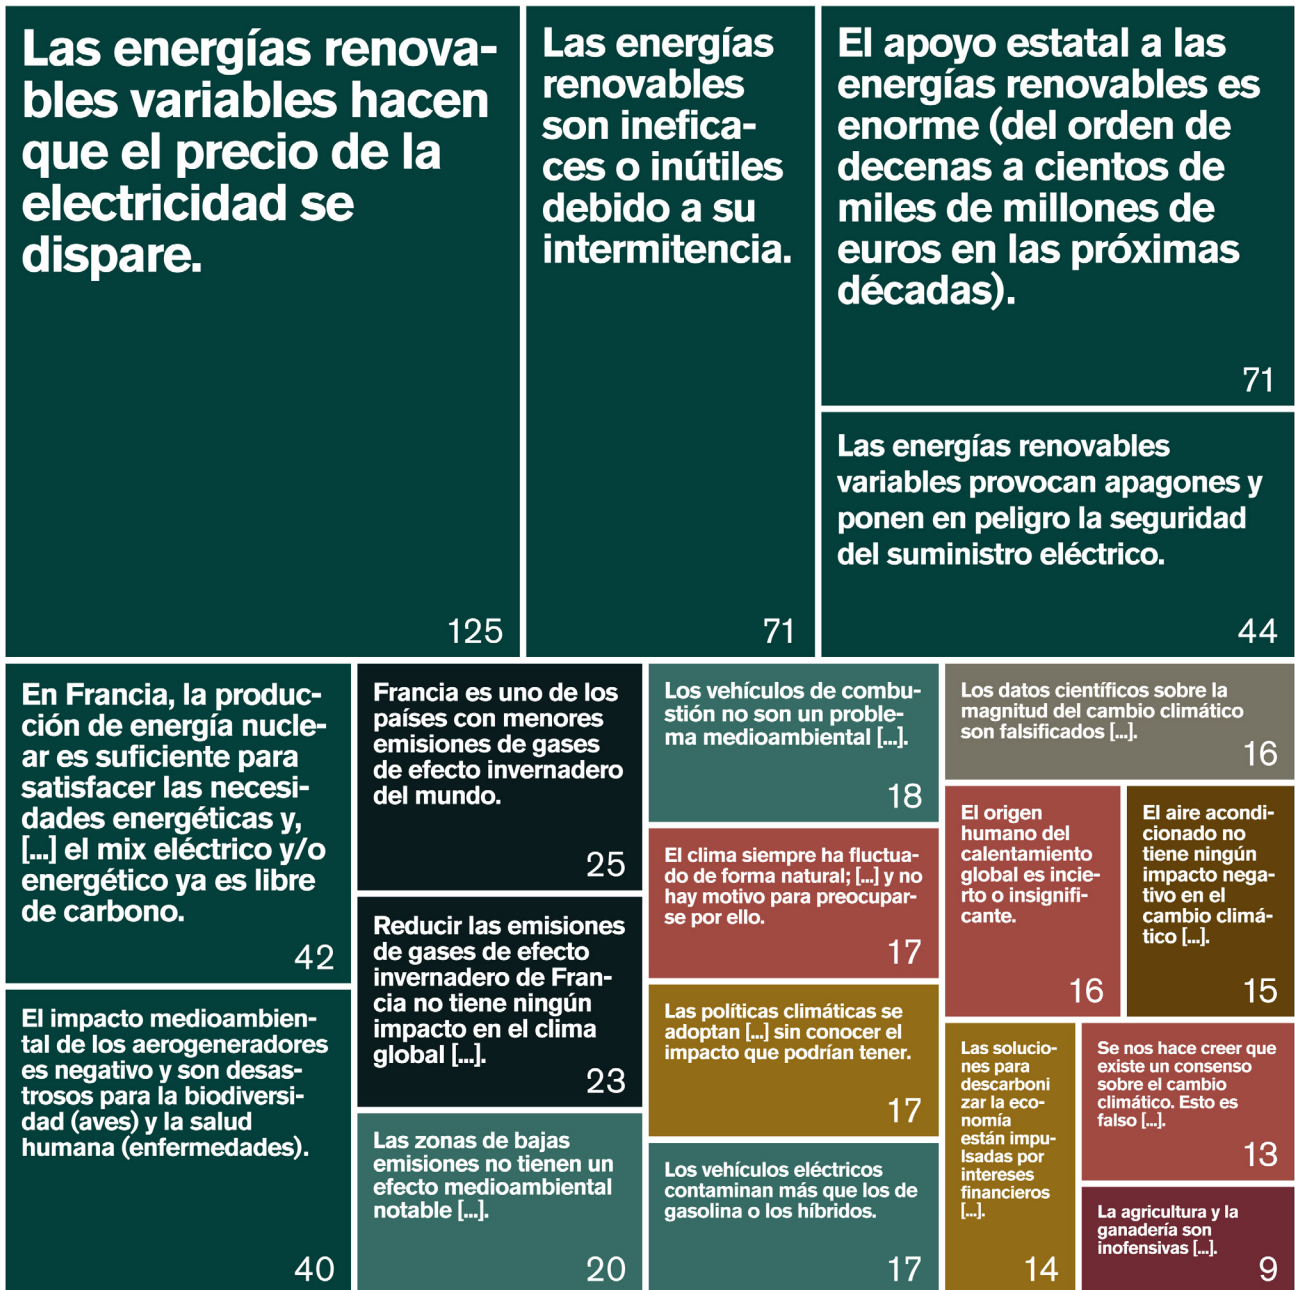 Las energías renova-
bles variables hacen
que el precio de la
electricidad se
dispare.
125
Las energías
renovables
son inefica-
ces o inútiles
debido a su
intermitencia.
71
El apoyo estatal a las
energías renovables es
enorme (del orden de
decenas a cientos de
miles de millones de
euros en las próximas
décadas).
71
Las energías renovables
variables provocan apagones y
ponen en peligro la seguridad
del suministro eléctrico.
44
En Francia, la produc-
ción de energía nucle-
ar es suficiente para
satisfacer las necesi-
dades energéticas y,
[...] el mix eléctrico y/o
energético ya es libre
de carbono.
42
El impacto medioambien-
tal de los aerogeneradores
es negativo y son desas-
trosos para la biodiversi-
dad (aves) y la salud
humana (enfermedades).
40
Francia es uno de los
países con menores
emisiones de gases
de efecto invernadero
del mundo.
25
Reducir las emisiones
de gases de efecto
invernadero de Fran-
cia no tiene ningún
impacto en el clima
global [...].
23
Las zonas de bajas
emisiones no tienen un
efecto medioambiental
notable [...].
20
Los vehículos de combu-
stión no son un proble-
ma medioambiental [...].
18
El clima siempre ha fluctua-
do de forma natural; [...] y no
hay motivo para preocupar-
se por ello.
17
Las políticas climáticas se
adoptan [...] sin conocer el
impacto que podrían tener.
17
Los vehículos eléctricos
contaminan más que los de
gasolina o los híbridos.
17
Los datos científicos sobre la
magnitud del cambio climático
son falsificados [...].
16
El origen
humano del
calentamiento
global es incie-
rto o insignifi-
cante.
16
El aire acondi-
cionado no
tiene ningún
impacto nega-
tivo en el
cambio climá-
tico [...].
15
Las solucio-
nes para
descarboni
zar la eco-
nomía
están impu-
lsadas por
intereses
financieros
[...].
14
Se nos hace creer que
existe un consenso
sobre el cambio
climático. Esto es
falso [...].
13
La agricultura y la
ganadería son
inofensivas [...].
9